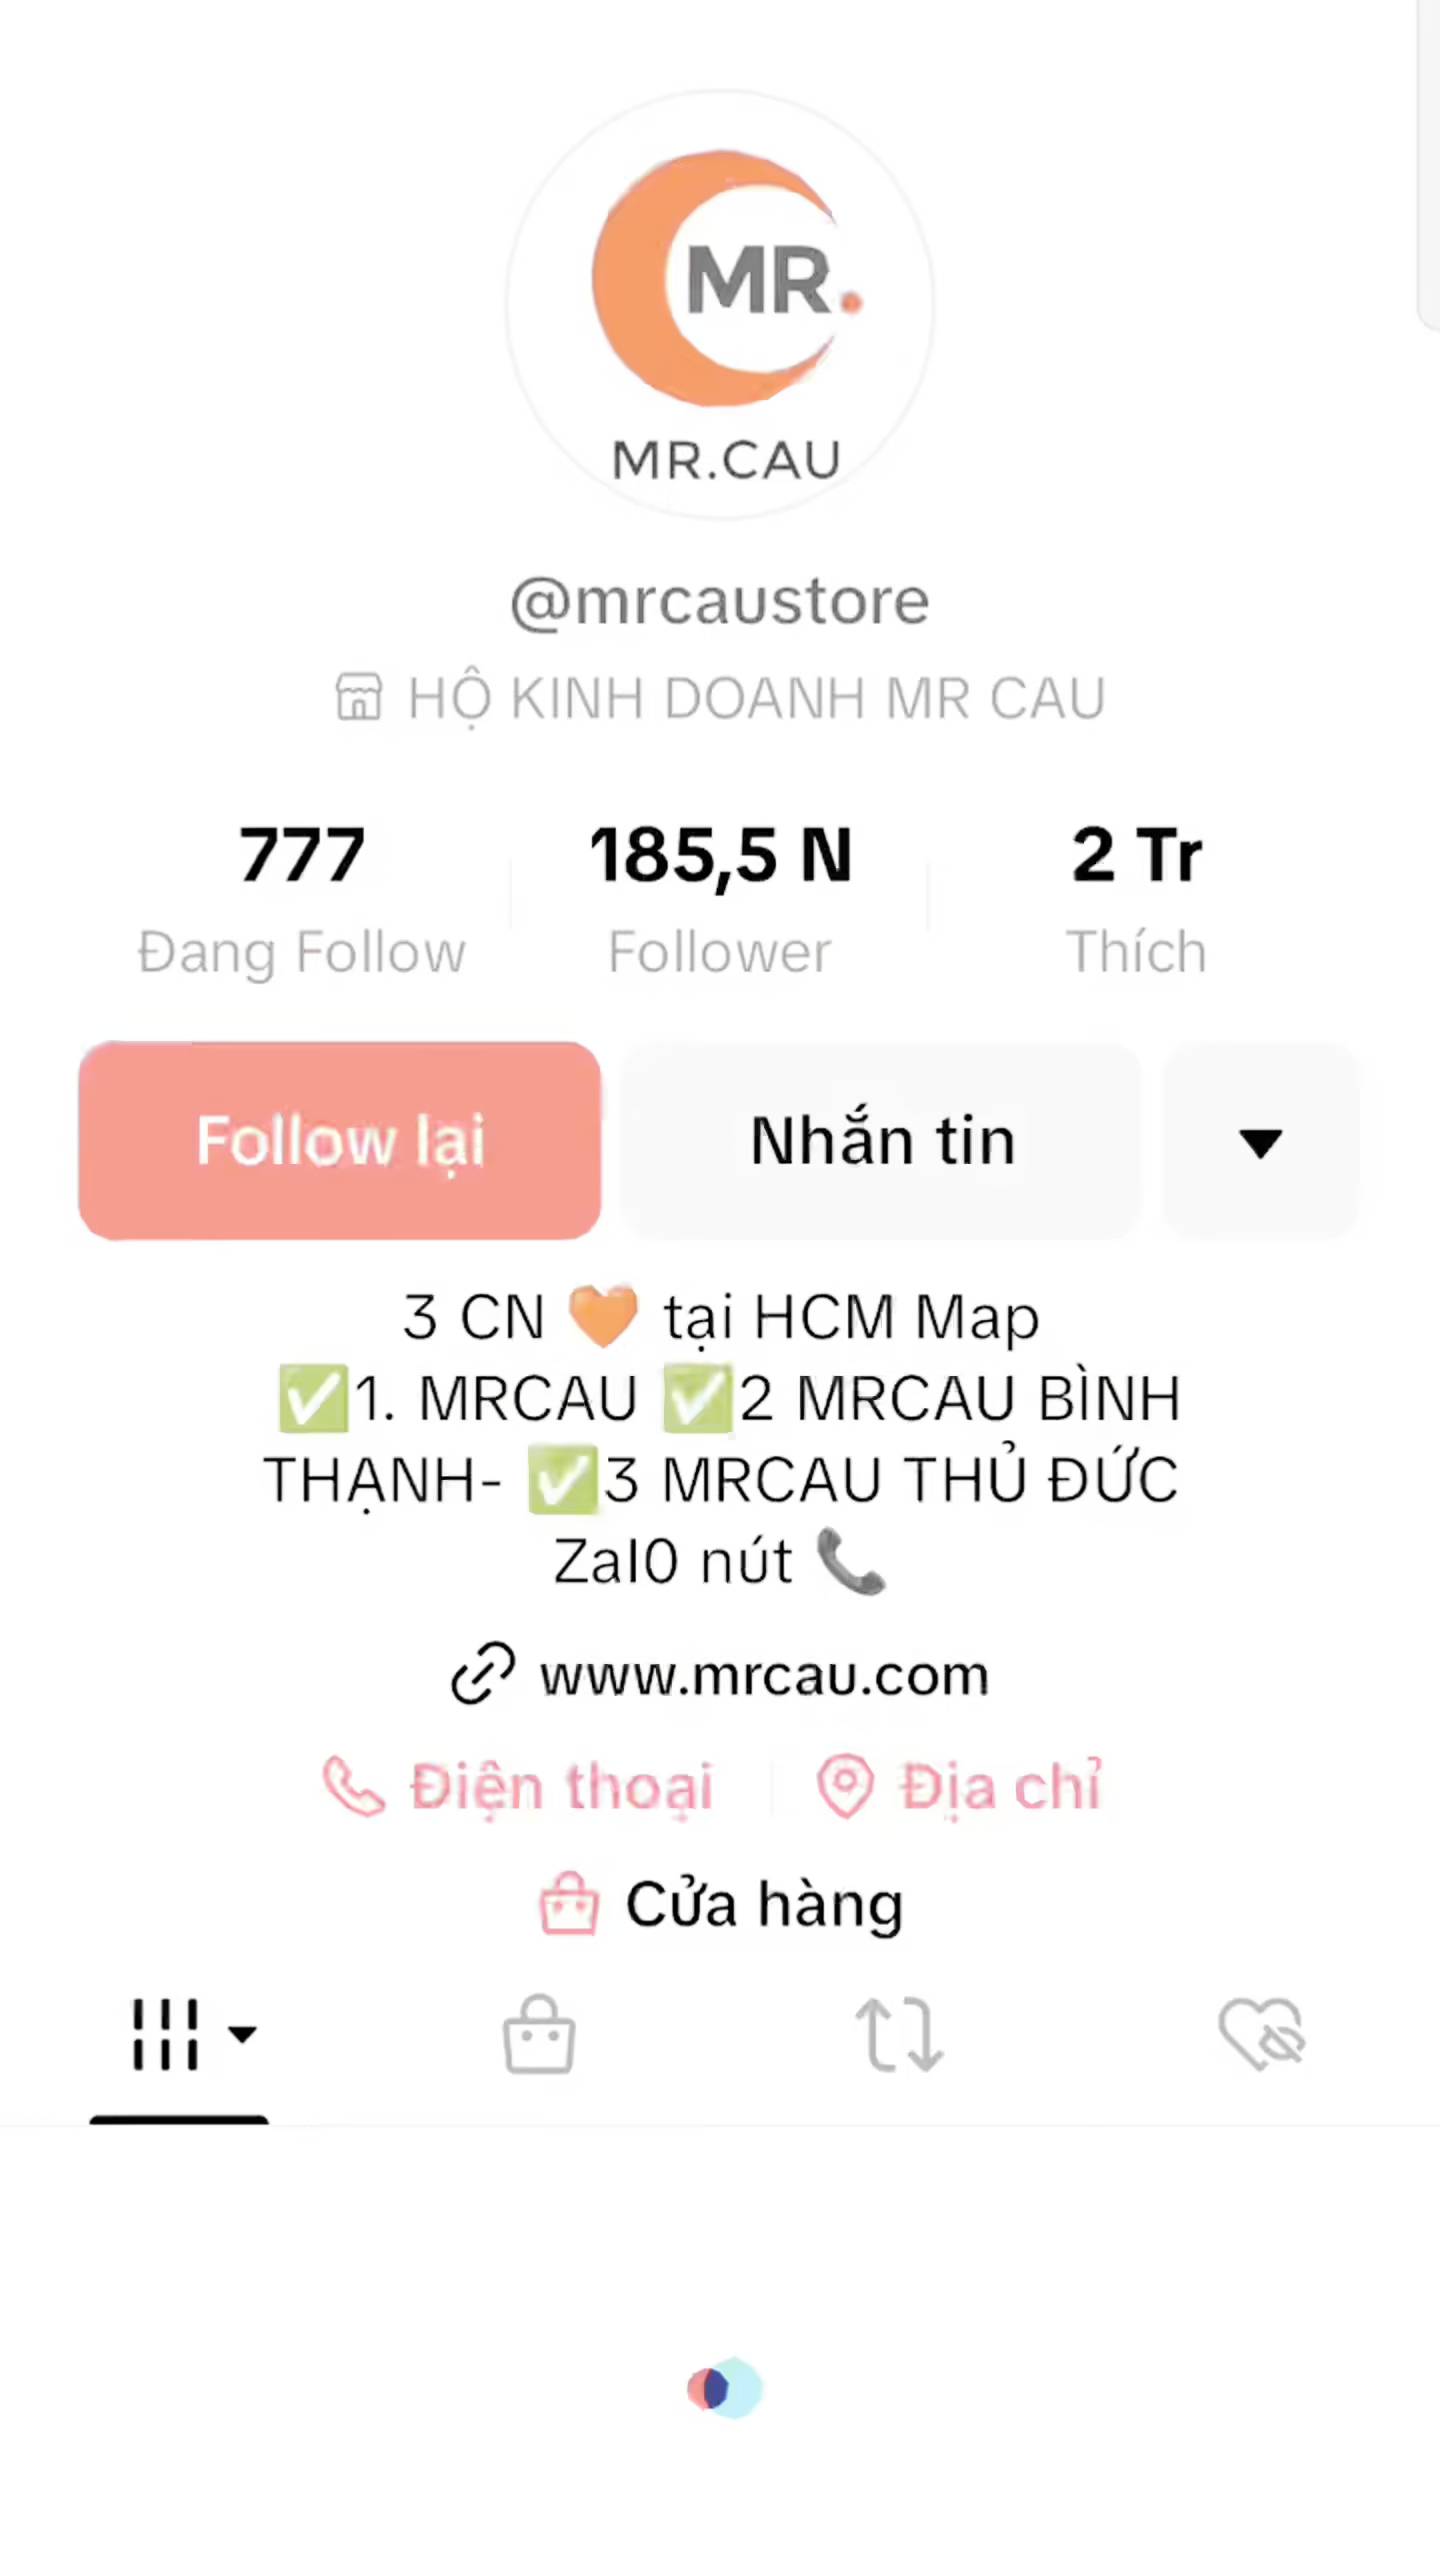 MR.
MR.CAU
@mrcaustore
HỘ KINH DOANH MR CAU
777 185,5 N 2 Tr
Đang Follow Follower Thích
Follow lại Nhắn tin
3 CN 🧡 tại HCM Map
✅1. MRCAU ✅2 MRCAU BÌNH
THẠNH- ✅3 MRCAU THỦ ĐỨC
Zal0 nút 📞
www.mrcau.com
Điện thoại Địa chỉ
Cửa hàng